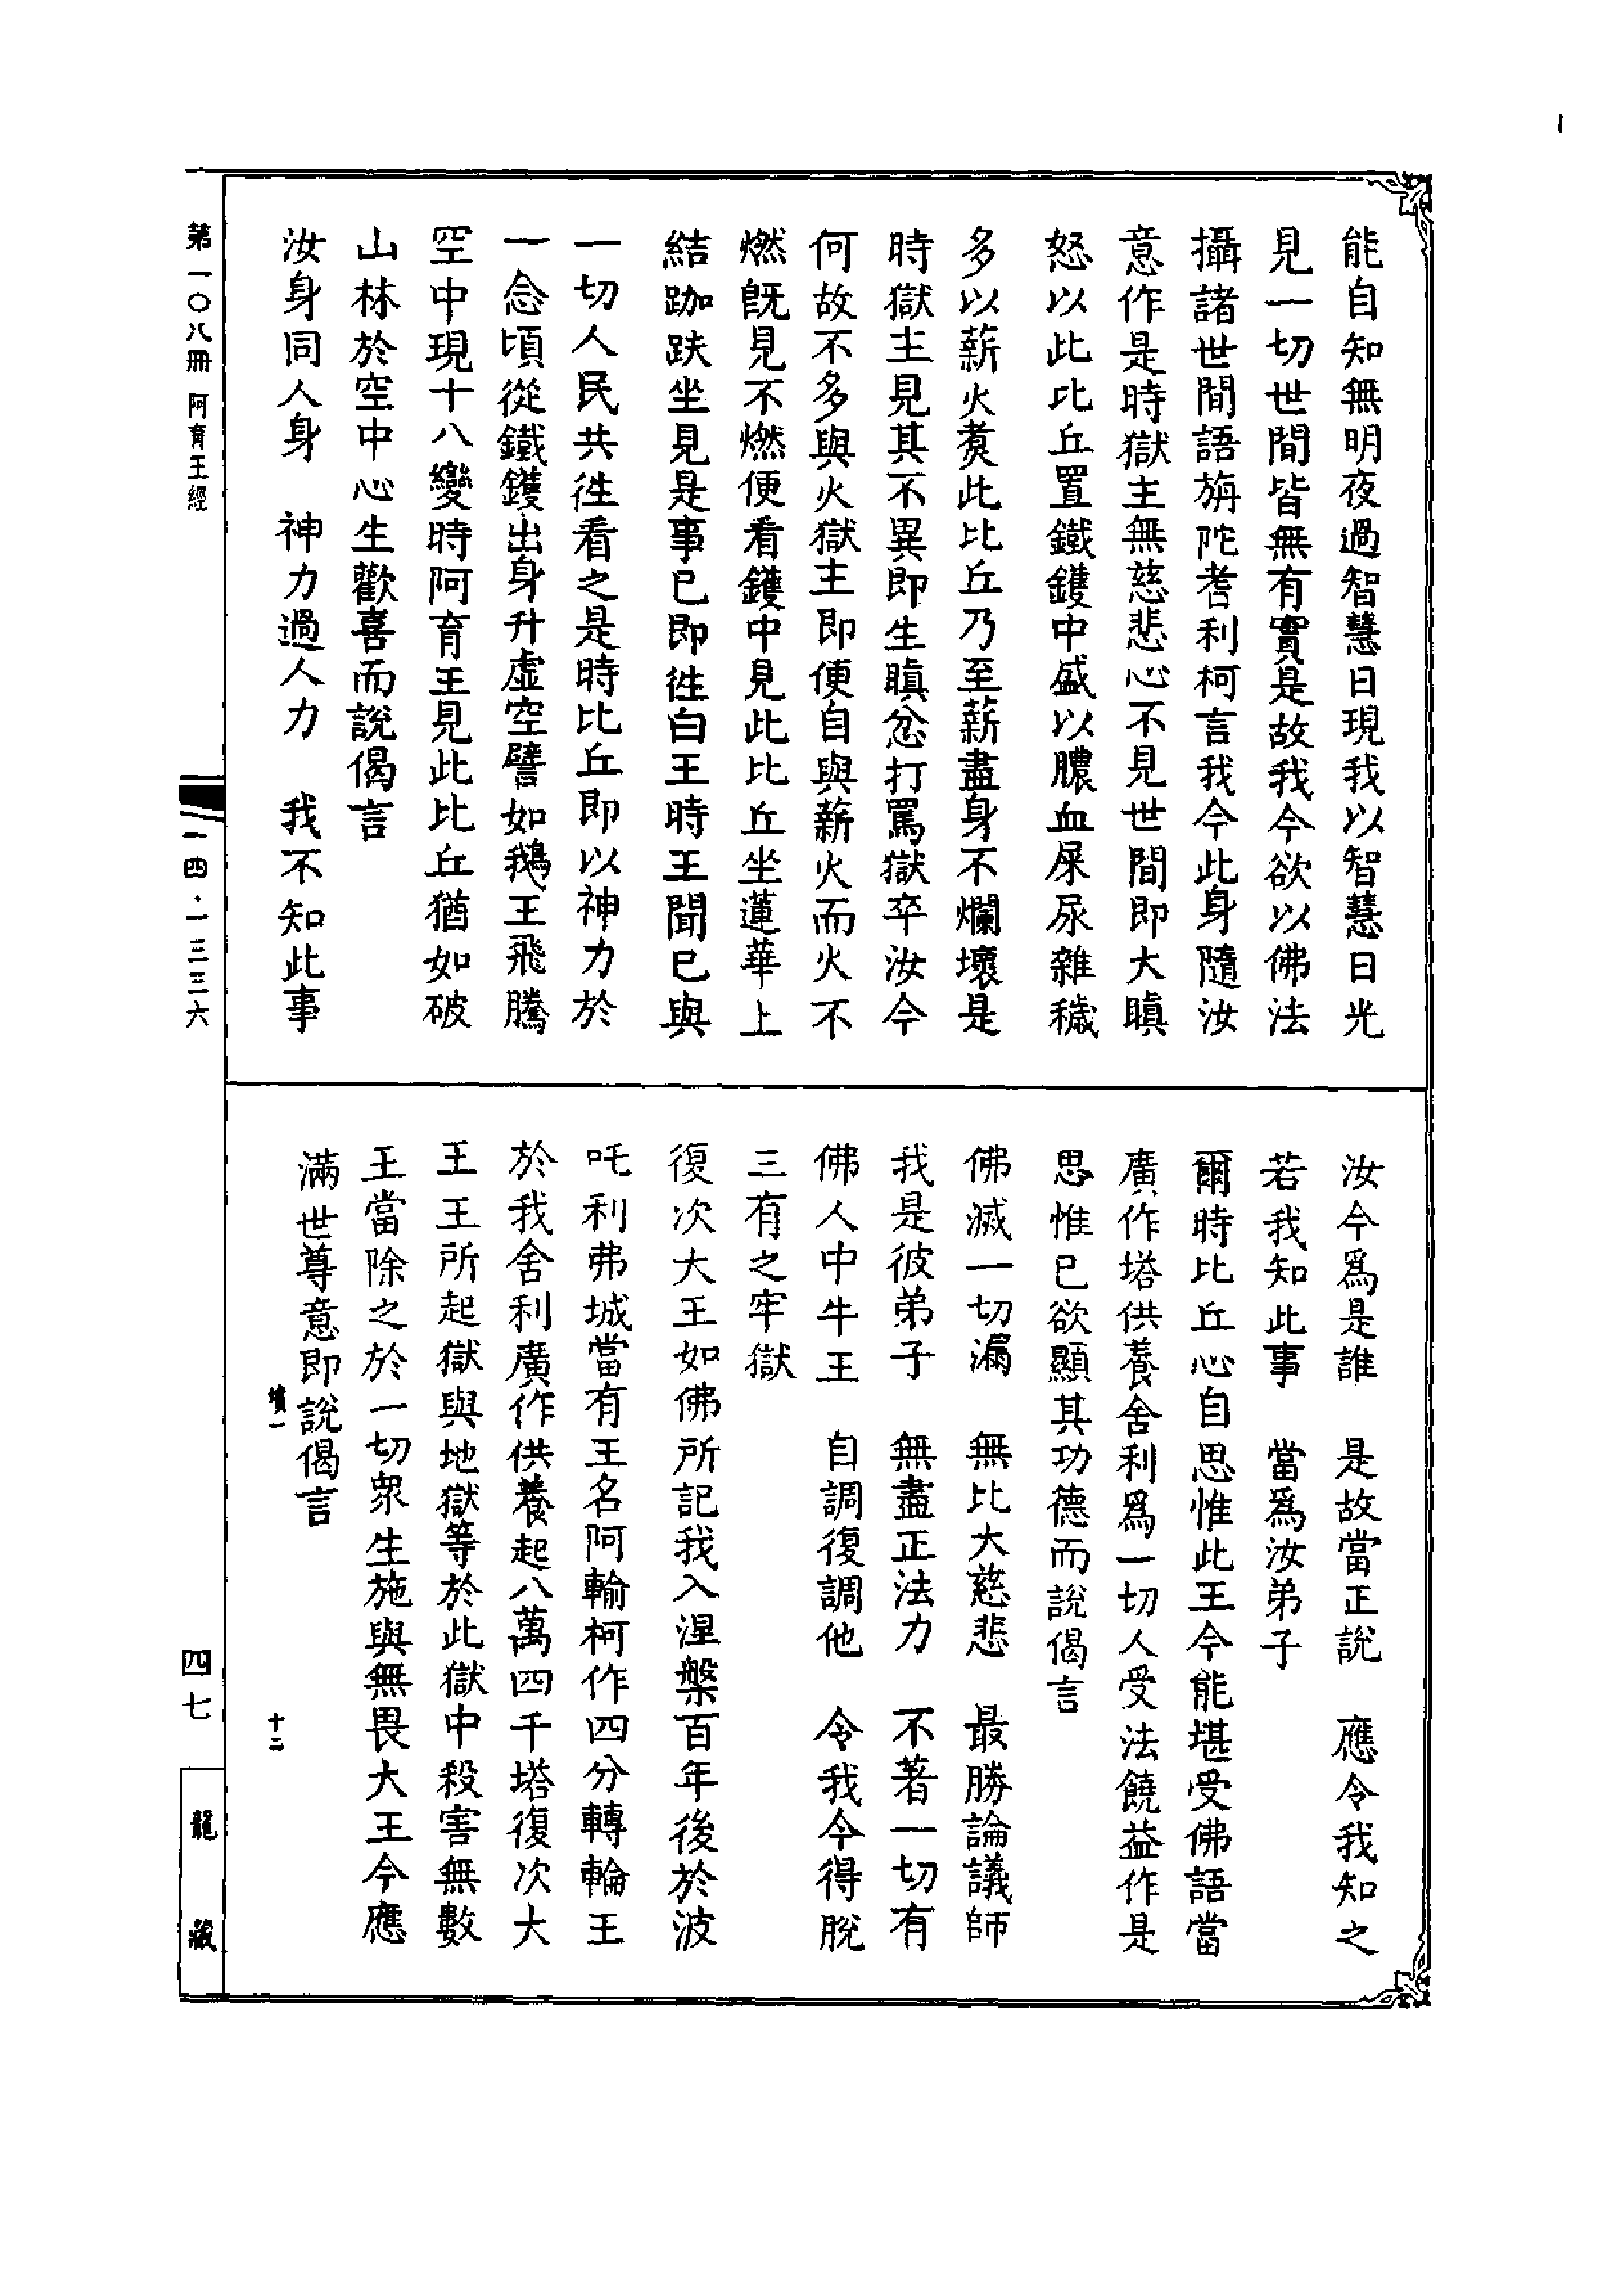 能自知無明夜過智慧日現我以智慧日光
見一切世間皆無有實是故我今欲以佛法
攝諸世間語旃陀耆利柯言我今此身隨汝
意作是時獄主無慈悲心不見世間即大瞋
怒以此比丘置鐵鑊中盛以膿血屎尿雜穢
多以薪火煑此比丘乃至薪盡身不爛壞是
時獄主見其不異即生瞋忿打罵獄卒汝今
何故不多與火獄主即便自與薪火而火不
燃旣見不燃便看鑊中見此比丘坐蓮華上
結跏趺坐見是事已即徃白王時王聞已與
一切人民共徃看之是時比丘即以神力於
一念頃從鐵鑊出身升虛空譬如鵝王飛騰
空中現十八變時阿育王見此比丘猶如破
山林於空中心生歡喜而說偈言
汝身同人身　神力過人力　我不知此事
汝今爲是誰　是故當正說　應令我知之
若我知此事　當爲汝弟子
爾時比丘心自思惟此王今能堪受佛語當
廣作塔供養舍利爲一切人受法饒益作是
思惟已欲顯其功德而說偈言
佛滅一切漏　無比大慈悲　最勝論議師
我是彼弟子　無盡正法力　不著一切有
佛人中牛王　自調復調他　令我今得脫
三有之牢獄
復次大王如佛所記我入涅槃百年後於波
吒利弗城當有王名阿輸柯作四分轉輪王
於我舍利廣作供養起八萬四千塔復次大
王王所起獄與地獄等於此獄中殺害無數
王當除之於一切眾生施與無畏大王今應
滿世尊意即說偈言
十二
第一〇八冊　阿育王經
一四·一三三六
四七
龍藏